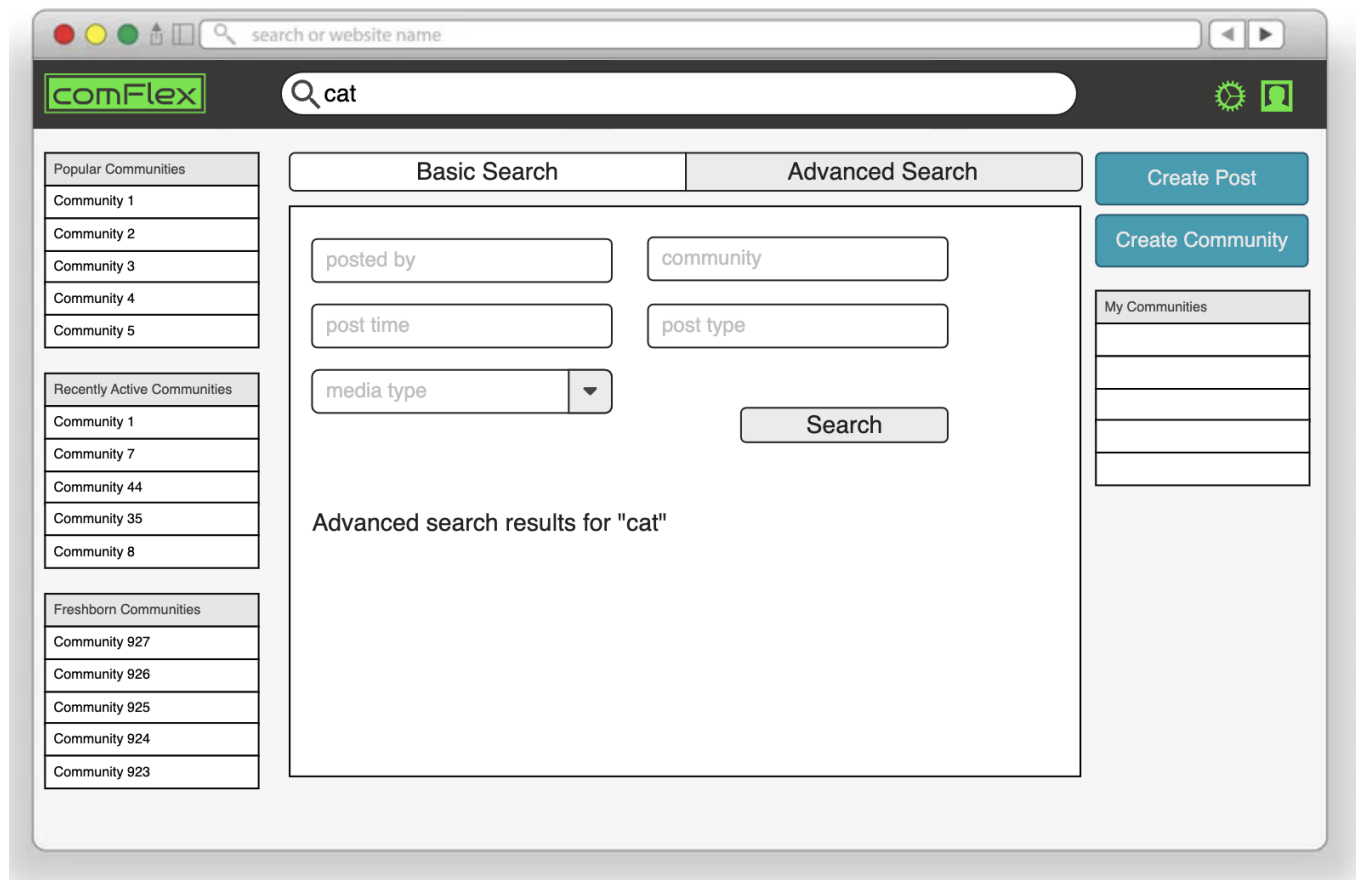 search or website name
comFlex
cat
Popular Communities
Community 1
Community 2
Community 3
Community 4
Community 5
Recently Active Communities
Community 1
Community 7
Community 44
Community 35
Community 8
Freshborn Communities
Community 927
Community 926
Community 925
Community 924
Community 923
Basic Search
Advanced Search
posted by
community
post time
post type
media type
Search
Advanced search results for "cat"
Create Post
Create Community
My Communities